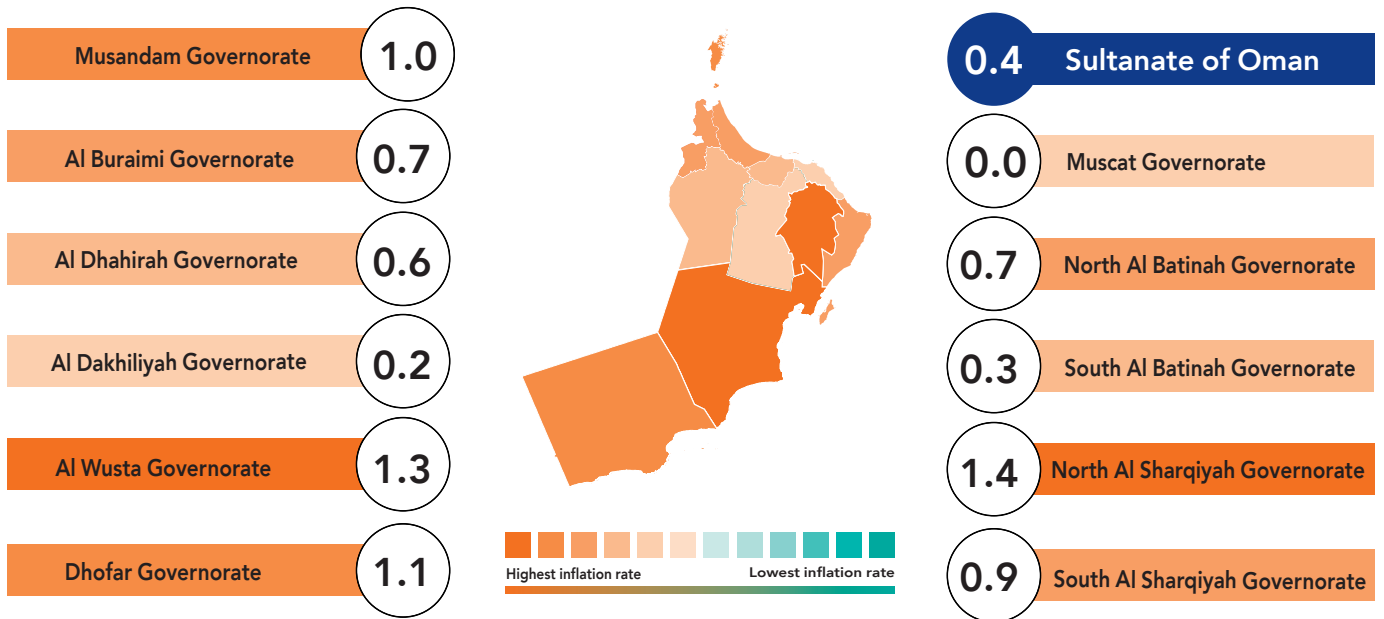 Musandam Governorate 1.0
Al Buraimi Governorate 0.7
Al Dhahirah Governorate 0.6
Al Dakhiliyah Governorate 0.2
Al Wusta Governorate 1.3
Dhofar Governorate 1.1
Highest inflation rate
Lowest inflation rate
0.4 Sultanate of Oman
0.0 Muscat Governorate
0.7 North Al Batinah Governorate
0.3 South Al Batinah Governorate
1.4 North Al Sharqiyah Governorate
0.9 South Al Sharqiyah Governorate